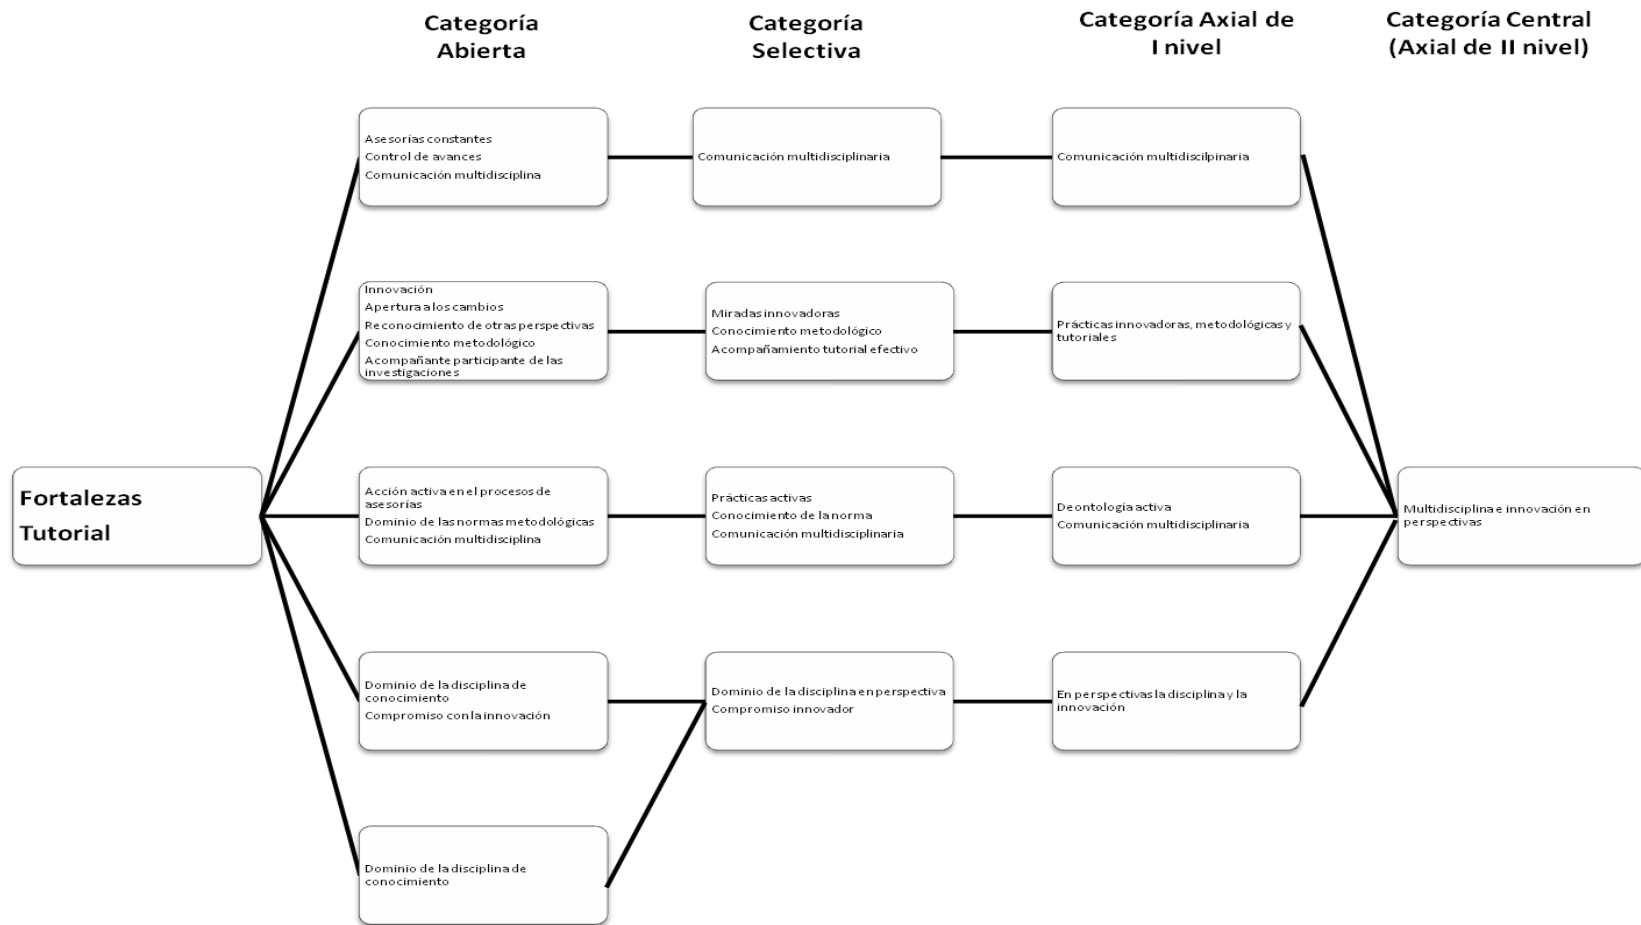 Categoría
Abierta
Categoría
Selectiva
Categoría Axial de
I nivel
Categoría Central
(Axial de II nivel)
Asesorías constantes
Control de avances
Comunicación multidisciplina
Comunicación multidisciplinaria
Comunicación multidiscilpinaria
Innovación
Apertura a los cambios
Reconocimiento de otras perspectivas
Conocimiento metodológico
Acompañante participante de las
investigaciones
Miradas innovadoras
Conocimiento metodológico
Acompañamiento tutorial efectivo
Prácticas innovadoras, metodológicas y
tutoriales
Fortalezas
Tutorial
Acción activa en el procesos de
asesorías
Dominio de las normas metodológicas
Comunicación multidisciplina
Prácticas activas
Conocimiento de la norma
Comunicación multidisciplinaria
Deontología activa
Comunicación multidisciplinaria
Multidisciplina e innovación en
perspectivas
Dominio de la disciplina de
conocimiento
Compromiso con la innovación
Dominio de la disciplina en perspectiva
Compromiso innovador
En perspectivas la disciplina y la
innovación
Dominio de la disciplina de
conocimiento